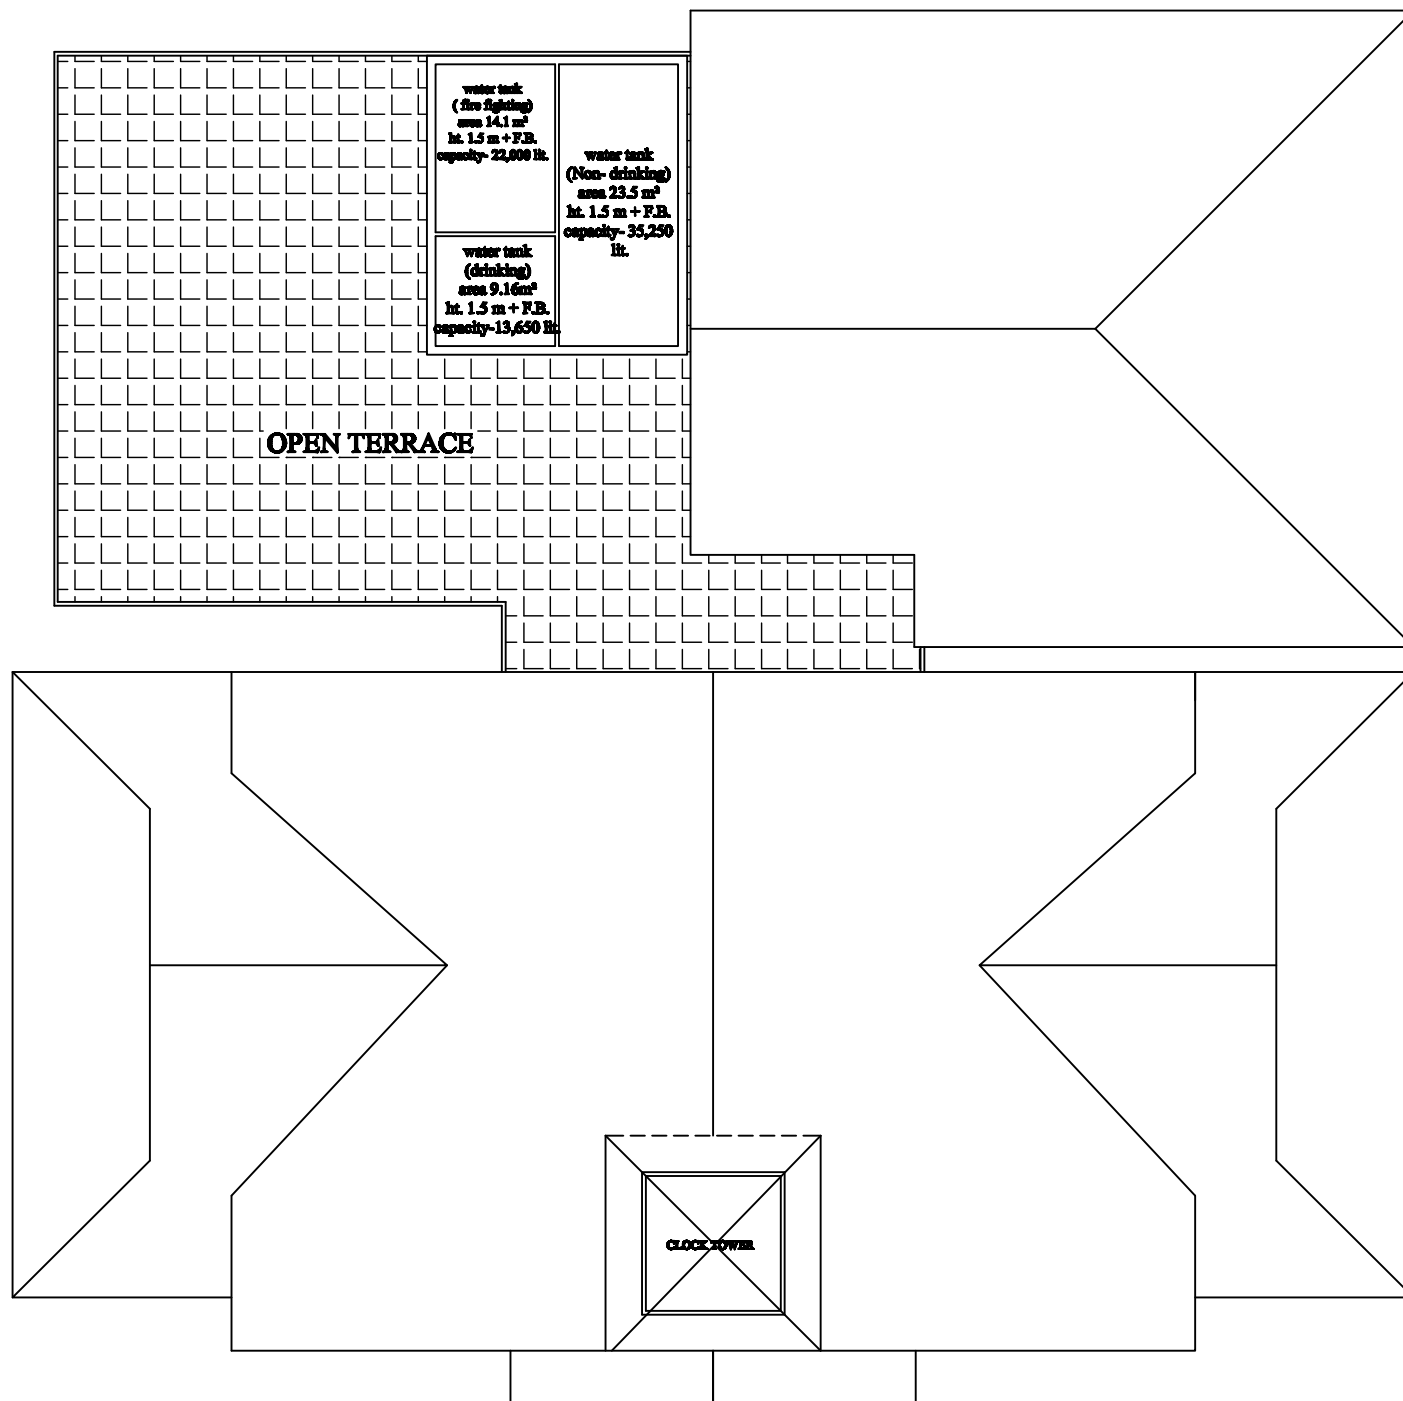 water tank
( fire fighting)
area 14.1 m²
ht. 1.5 m + F.B.
capacity- 22,000 lit.
water tank
(Non- drinking)
area 23.5 m²
ht. 1.5 m + F.B.
capacity- 35,250
lit.
water tank
(drinking)
area 9.16m²
ht. 1.5 m + F.B.
capacity-13,650 lit.
OPEN TERRACE
CLOCK TOWER